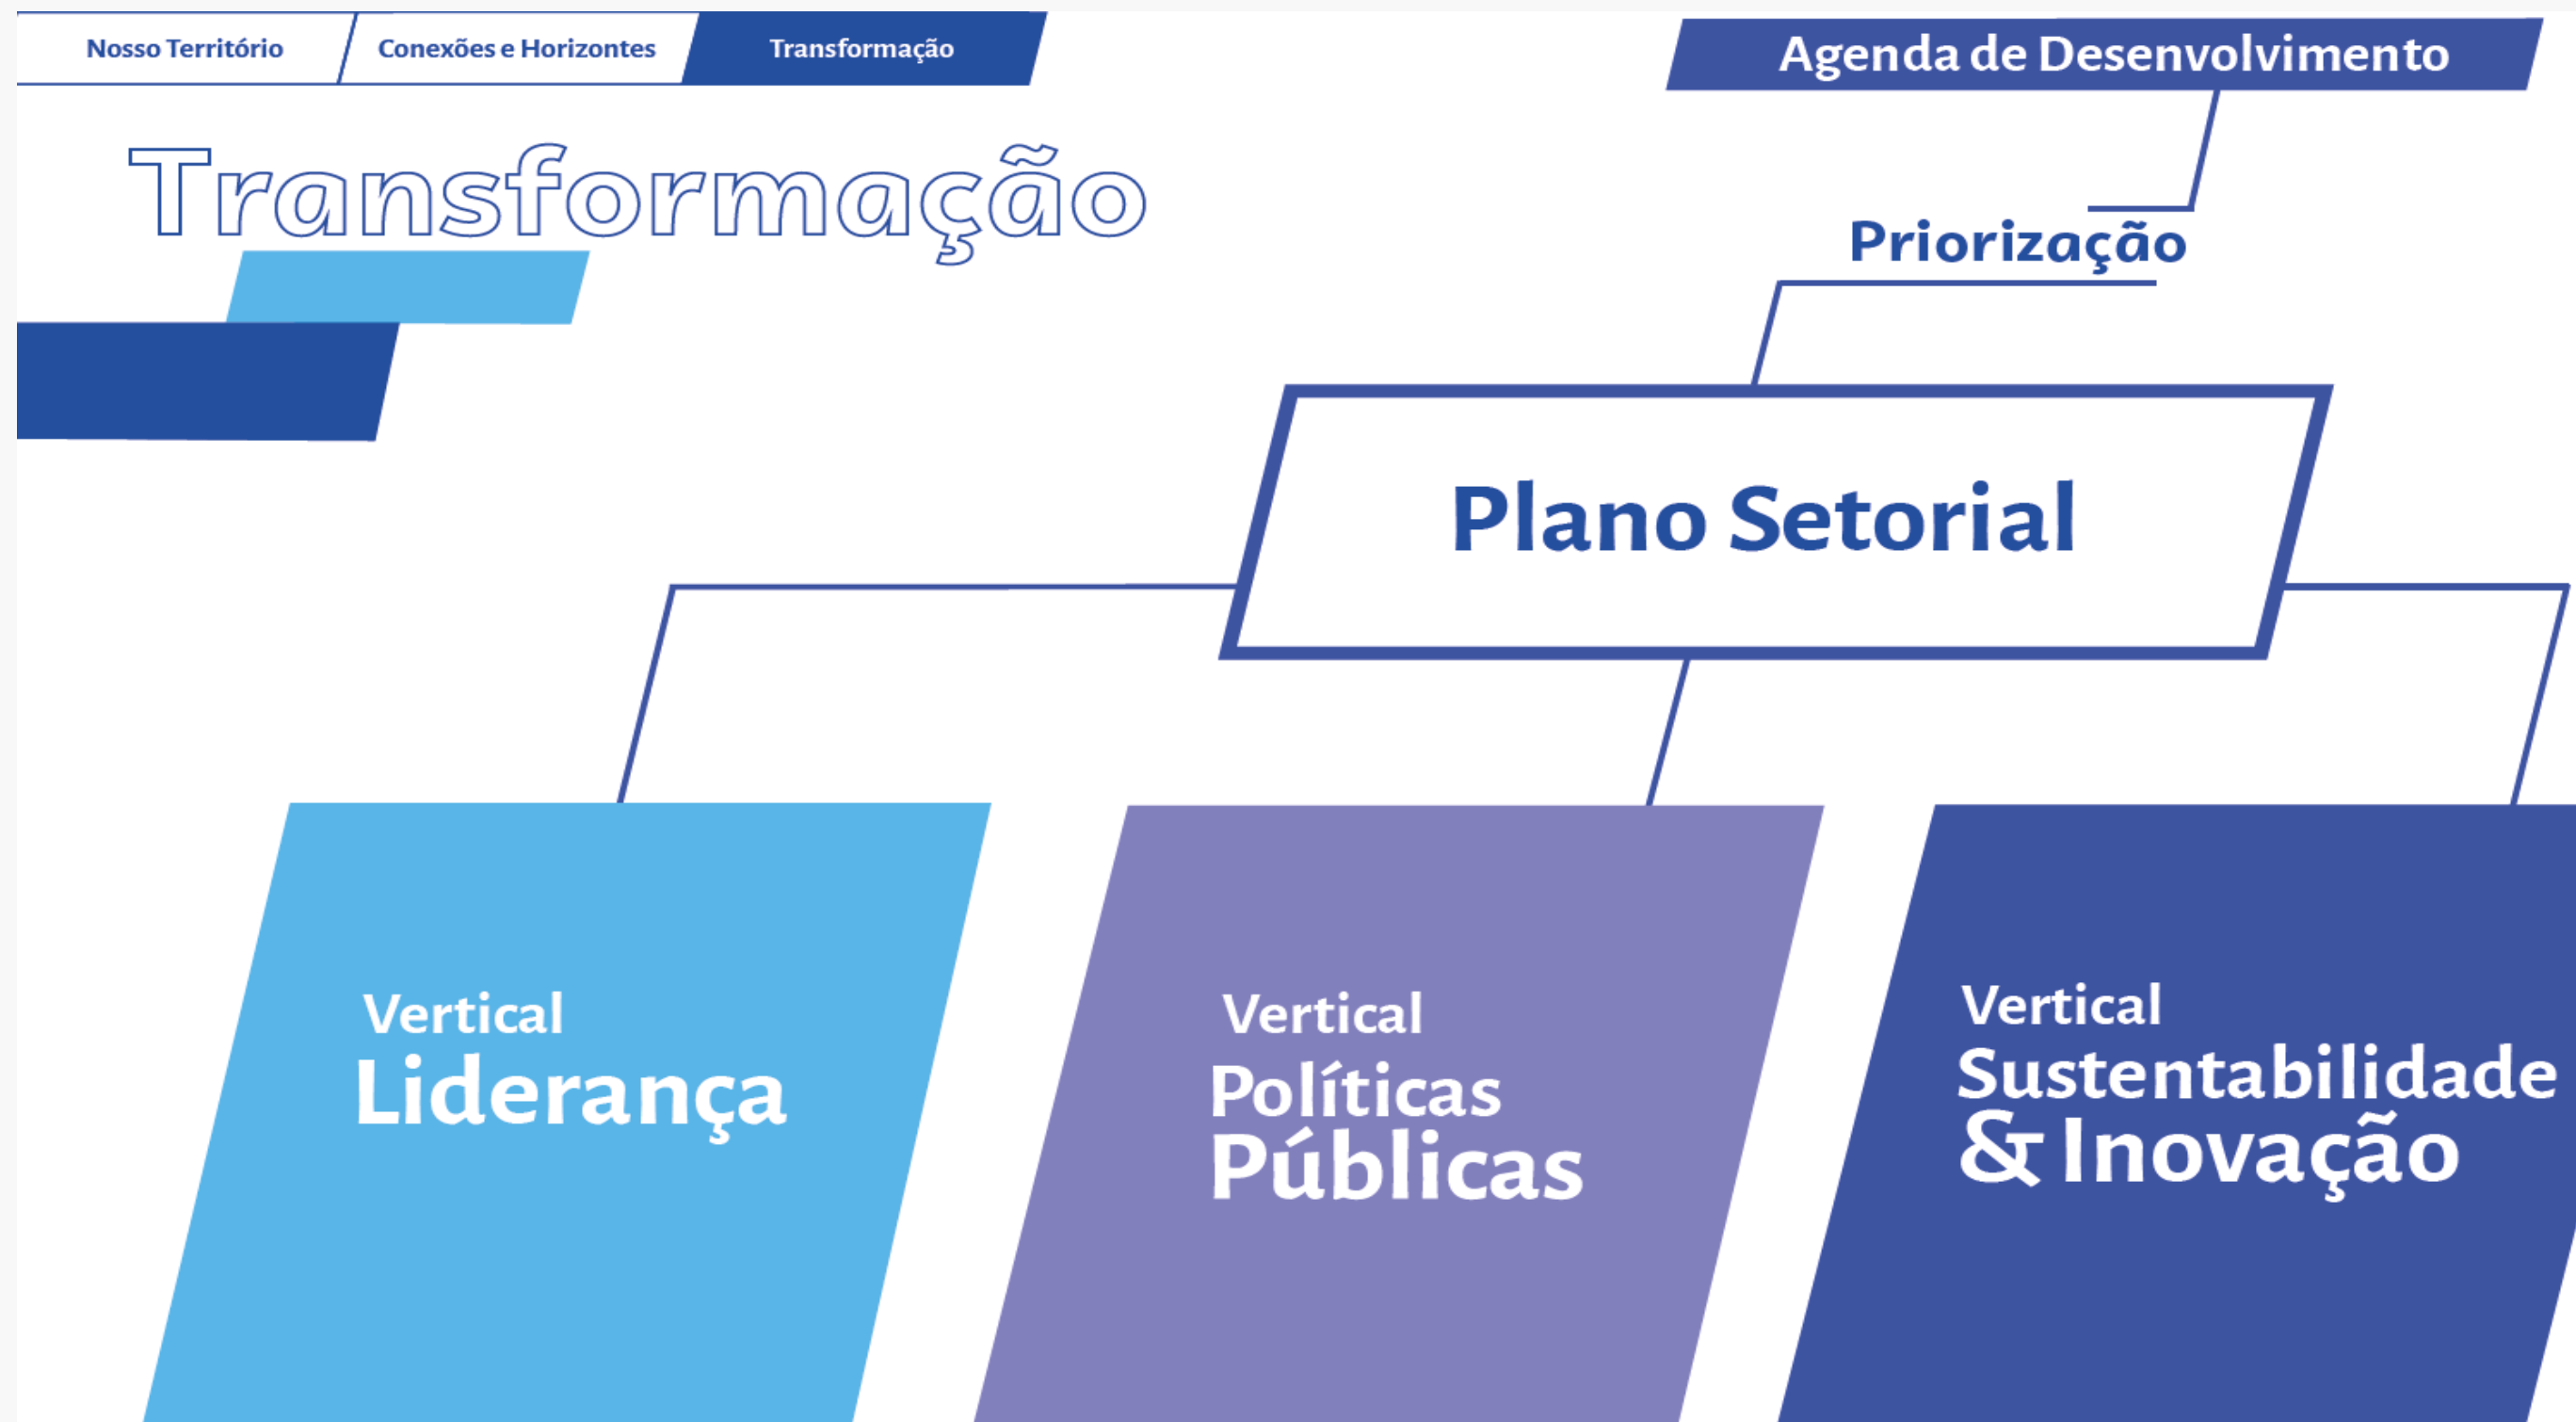 Nosso Território
Conexões e Horizontes
Transformação
Agenda de Desenvolvimento
Transformação
Priorização
Plano Setorial
Vertical
Liderança
Vertical
Políticas
Públicas
Vertical
Sustentabilidade
& Inovação